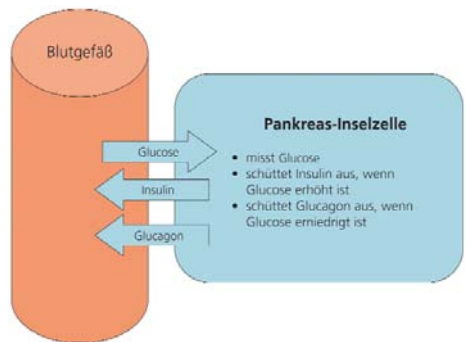 Blutgefäß
Pankreas-Inselzelle
Glucose
Insulin
Glucagon
• misst Glucose
• schüttet Insulin aus, wenn
Glucose erhöht ist
• schüttet Glucagon aus, wenn
Glucose erniedrigt ist